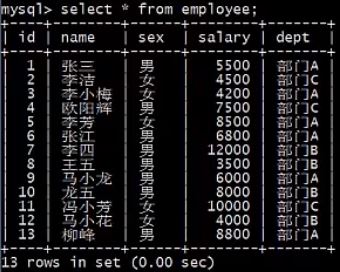 mysql> select * from employee;
+----+--------+------+--------+-------+
| id | name | sex | salary | dept |
+----+--------+------+--------+-------+
| 1 | 张三 | 男 | 5500 | 部门A |
| 2 | 李洁 | 女 | 4500 | 部门C |
| 3 | 李小梅 | 女 | 4200 | 部门A |
| 4 | 欧阳辉 | 男 | 7500 | 部门C |
| 5 | 李芳 | 女 | 8500 | 部门A |
| 6 | 张江 | 男 | 6800 | 部门A |
| 7 | 李四 | 男 | 12000 | 部门B |
| 8 | 王五 | 男 | 3500 | 部门B |
| 9 | 马小龙 | 男 | 6000 | 部门A |
| 10 | 龙五 | 男 | 8000 | 部门B |
| 11 | 冯小芳 | 女 | 10000 | 部门C |
| 12 | 马小花 | 女 | 4000 | 部门B |
| 13 | 柳峰 | 男 | 8800 | 部门A |
+----+--------+------+--------+-------+
13 rows in set (0.00 sec)